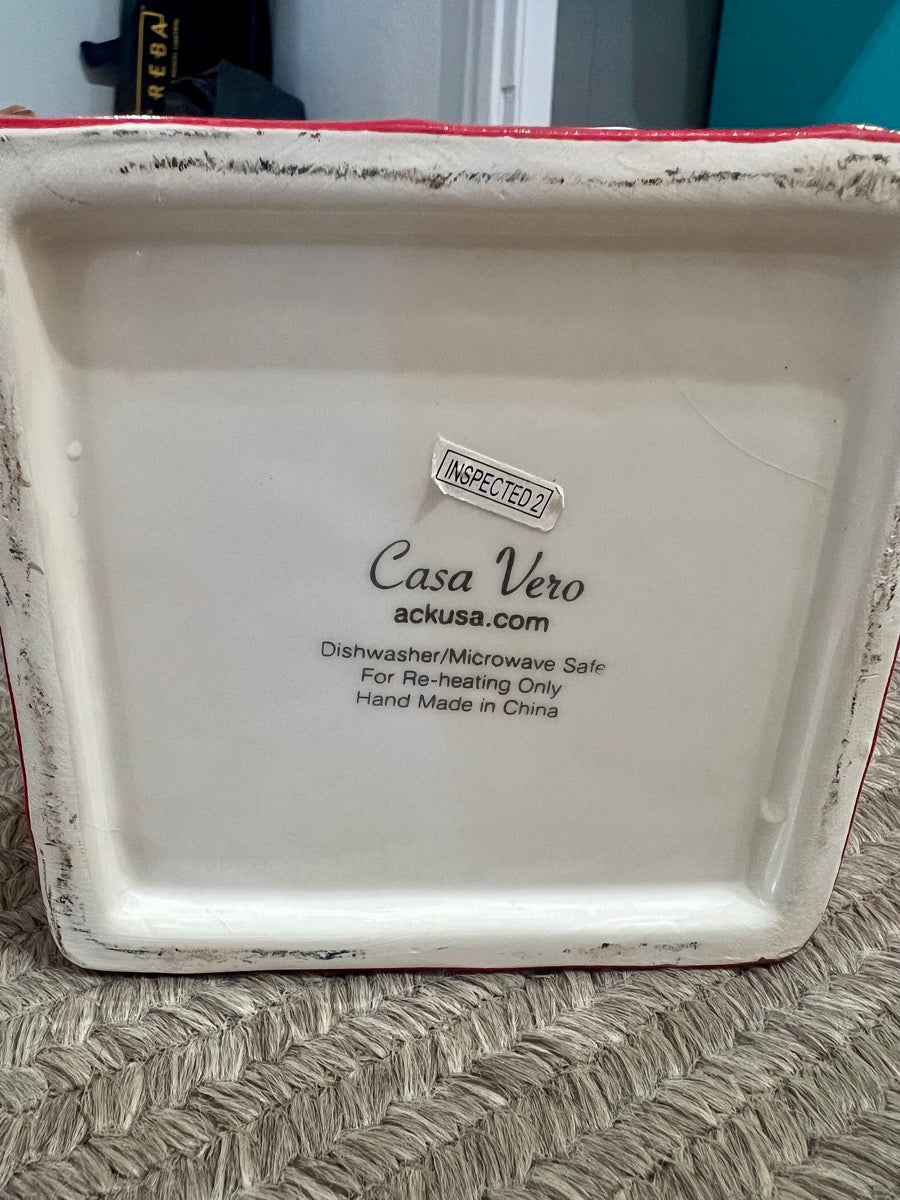 REBA
INSPECTED 2
Casa Vero
ackusa.com
Dishwasher/Microwave Safe
For Re-heating Only
Hand Made in China